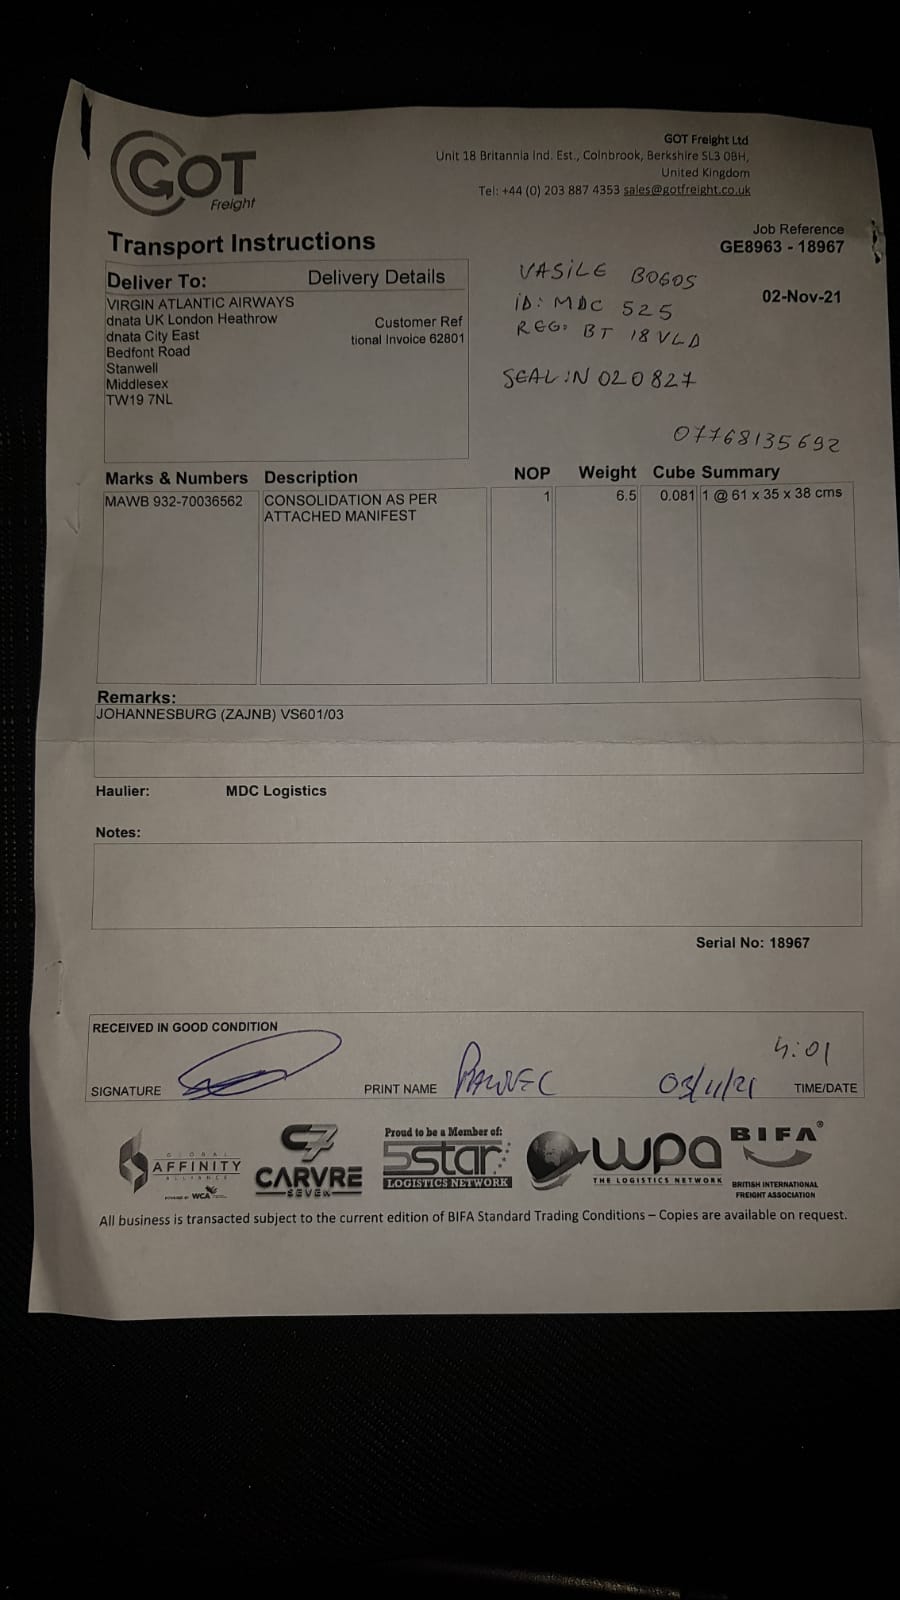 GOT
Freight
GOT Freight Ltd
Unit 18 Britannia Ind. Est., Colnbrook, Berkshire SL3 0BH,
United Kingdom
Tel: +44 (0) 203 887 4353 sales@gotfreight.co.uk
Transport Instructions
Job Reference
GE8963 - 18967
02-Nov-21
Deliver To: Delivery Details
VIRGIN ATLANTIC AIRWAYS
dnata UK London Heathrow
dnata City East
Bedfont Road
Stanwell
Middlesex
TW19 7NL
Customer Ref
tional Invoice 62801
VASILE BOGOS
iD: MDC 525
REG: BT 18 VLD
SEAL:N 020827
07768135692
Marks & Numbers Description NOP Weight Cube Summary
MAWB 932-70036562 CONSOLIDATION AS PER 1 6.5 0.081 1 @ 61 x 35 x 38 cms
ATTACHED MANIFEST
Remarks:
JOHANNESBURG (ZAJNB) VS601/03
Haulier: MDC Logistics
Notes:
Serial No: 18967
RECEIVED IN GOOD CONDITION
4:01
SIGNATURE PRINT NAME 03/11/21 TIME/DATE
GLOBAL
AFFINITY
ALLIANCE
POWERED BY WCA
C7
CARVRE
SEVEN
Proud to be a Member of:
5star
LOGISTICS NETWORK
wpa
THE LOGISTICS NETWORK
BIFA®
BRITISH INTERNATIONAL
FREIGHT ASSOCIATION
All business is transacted subject to the current edition of BIFA Standard Trading Conditions – Copies are available on request.